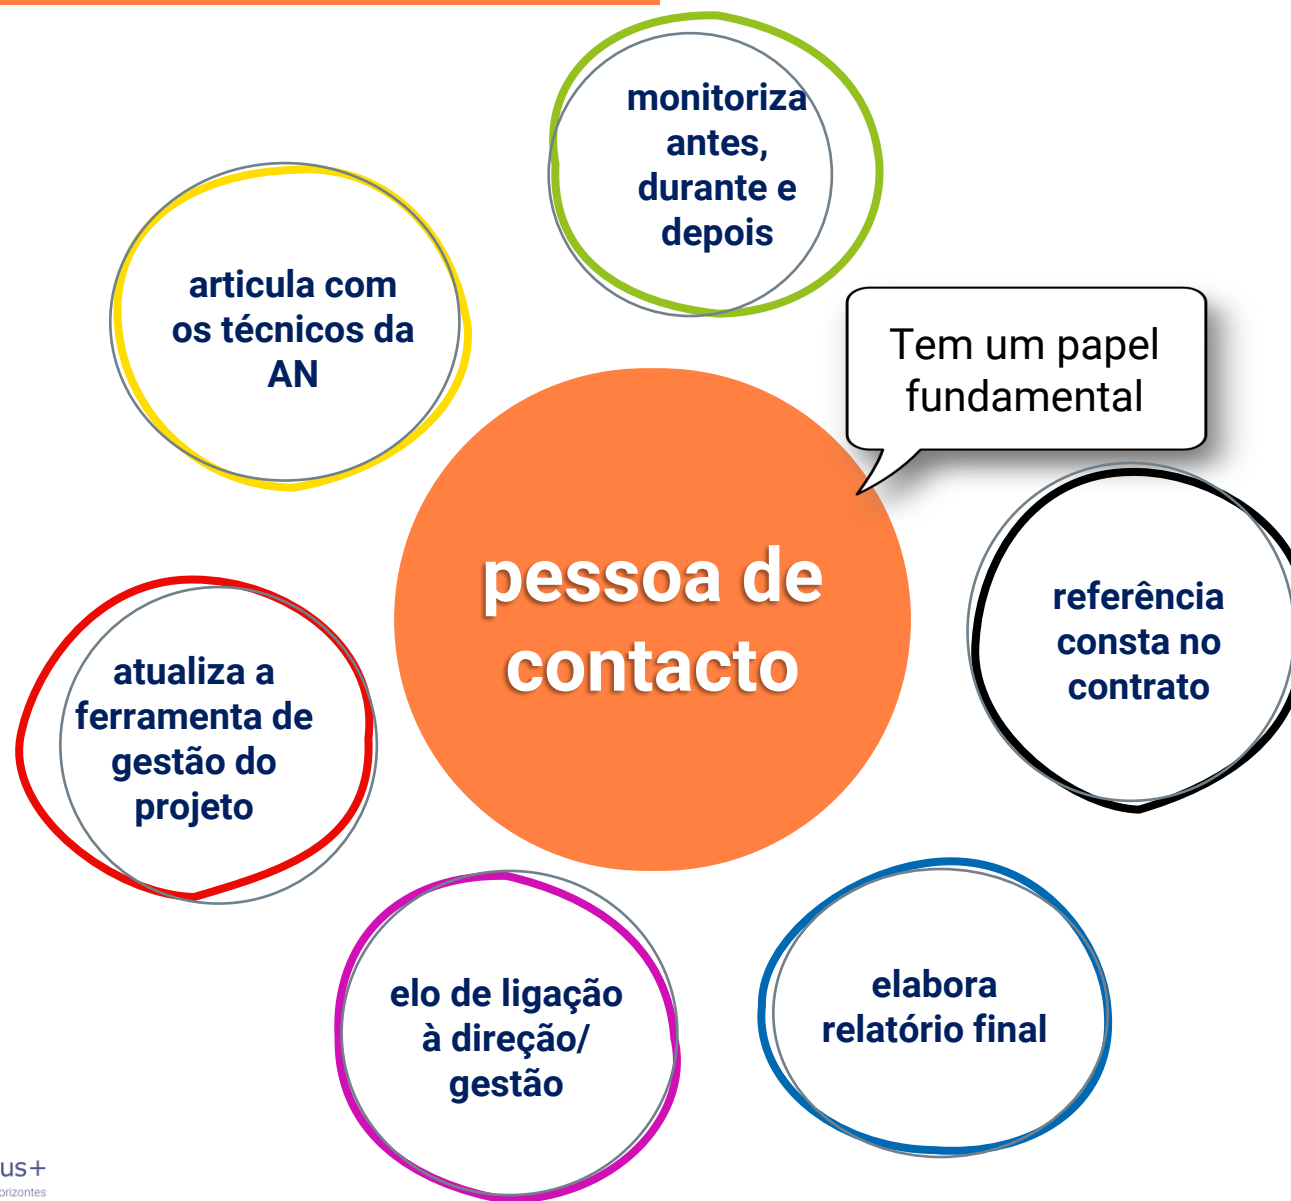 monitoriza
antes,
durante e
depois
articula com
os técnicos da
AN
Tem um papel
fundamental
pessoa de
contacto
referência
consta no
contrato
atualiza a
ferramenta de
gestão do
projeto
elo de ligação
à direção/
gestão
elabora
relatório final
us+
orizontes